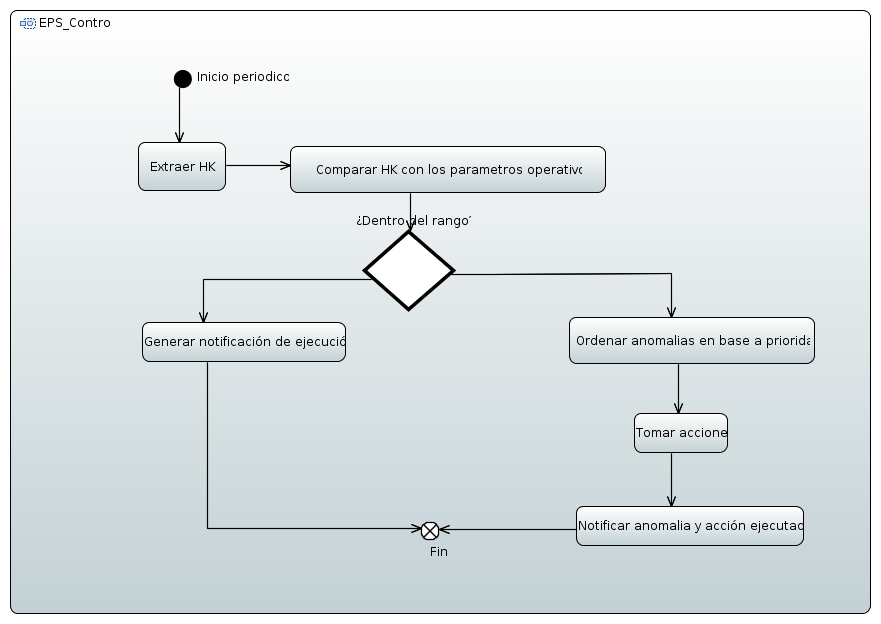 EPS_Contro
Inicio periodicc
Extraer HK
Comparar HK con los parametros operativo
¿Dentro del rango?
Generar notificación de ejecució
Ordenar anomalias en base a priorida
Tomar accione
Notificar anomalia y acción ejecutad
Fin